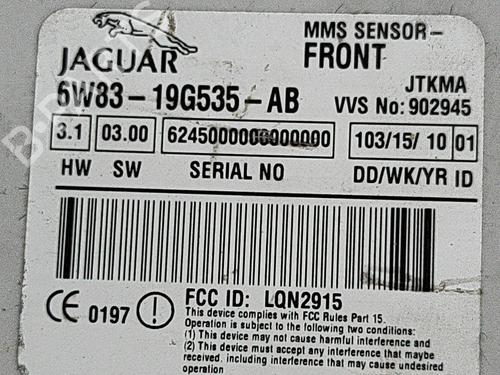 MMS SENSOR-
FRONT
JAGUAR
JTKMA
6W83-19G535-AB
VVS No: 902945
3.1 03.00 6245000000000000 103/15/ 10 01
HW SW SERIAL NO DD/WK/YR ID
CE 0197
FCC ID: LQN2915
This device complies with FCC Rules Part 15.
Operation is subject to the following two conditions:
(1) This device may not cause harmful interference and
(2) This device must accept any interference that may be
received, including interference that may cause undesired
operation